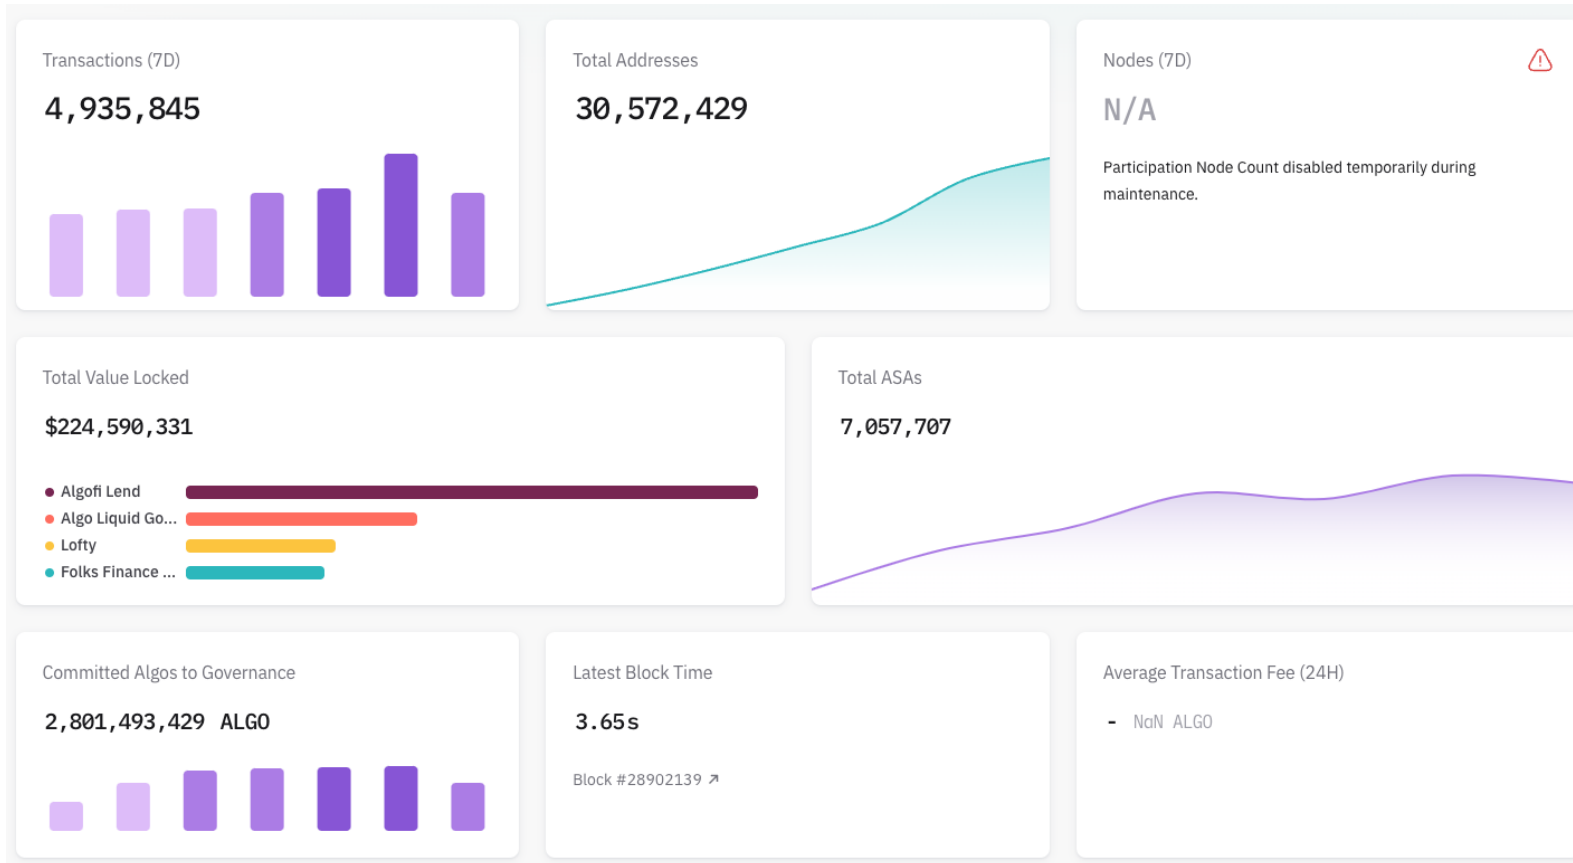 Transactions (7D)
4,935,845
Total Addresses
30,572,429
Nodes (7D)
N/A
Participation Node Count disabled temporarily during
maintenance.
Total Value Locked
$224,590,331
Algofi Lend
Algo Liquid Go...
Lofty
Folks Finance ...
Total ASAs
7,057,707
Committed Algos to Governance
2,801,493,429 ALGO
Latest Block Time
3.65s
Block #28902139 ↗
Average Transaction Fee (24H)
- NaN ALGO